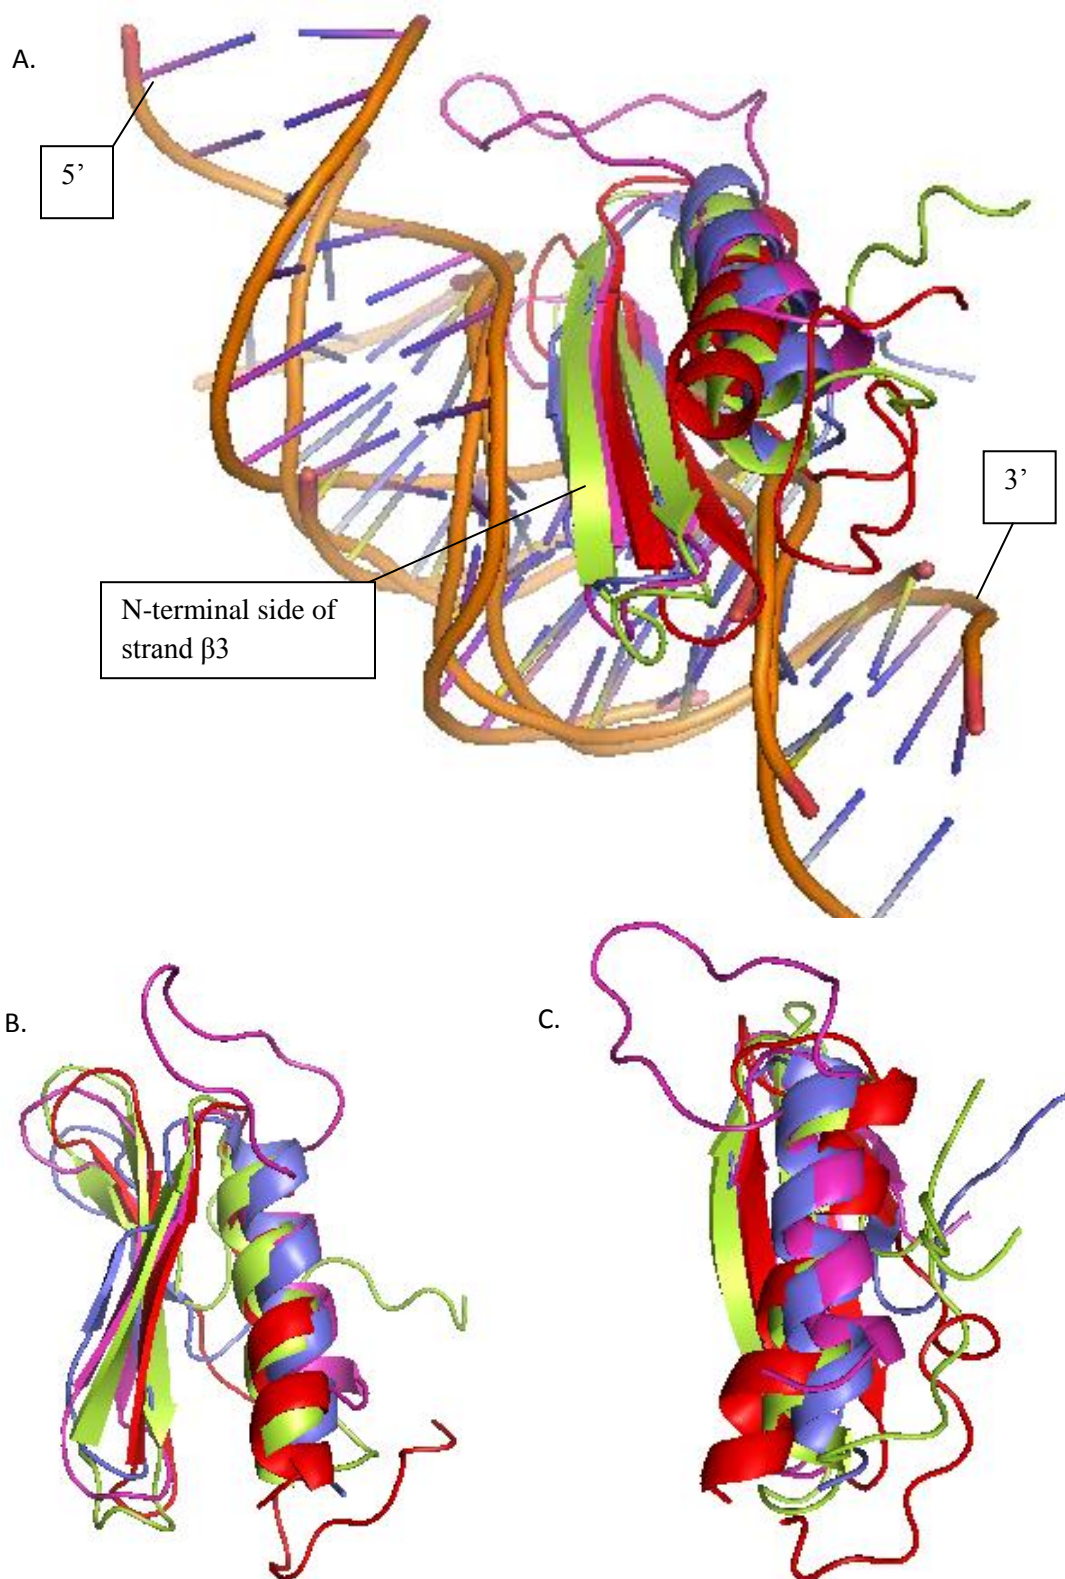 A.
5’
3’
N-terminal side of
strand β3
B.
C.